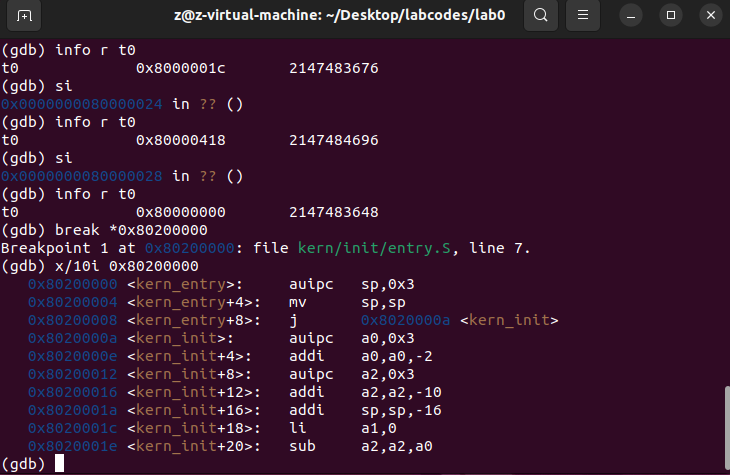 z@z-virtual-machine: ~/Desktop/labcodes/lab0
(gdb) info r t0
t0             0x8000001c       2147483676
(gdb) si
0x0000000080000024 in ?? ()
(gdb) info r t0
t0             0x80000418       2147484696
(gdb) si
0x0000000080000028 in ?? ()
(gdb) info r t0
t0             0x80000000       2147483648
(gdb) break *0x80200000
Breakpoint 1 at 0x80200000: file kern/init/entry.S, line 7.
(gdb) x/10i 0x80200000
   0x80200000 <kern_entry>:     auipc   sp,0x3
   0x80200004 <kern_entry+4>:   mv      sp,sp
   0x80200008 <kern_entry+8>:   j       0x8020000a <kern_init>
   0x8020000a <kern_init>:      auipc   a0,0x3
   0x8020000e <kern_init+4>:    addi    a0,a0,-2
   0x80200012 <kern_init+8>:    auipc   a2,0x3
   0x80200016 <kern_init+12>:   addi    a2,a2,-10
   0x8020001a <kern_init+16>:   addi    sp,sp,-16
   0x8020001c <kern_init+18>:   li      a1,0
   0x8020001e <kern_init+20>:   sub     a2,a2,a0
(gdb)